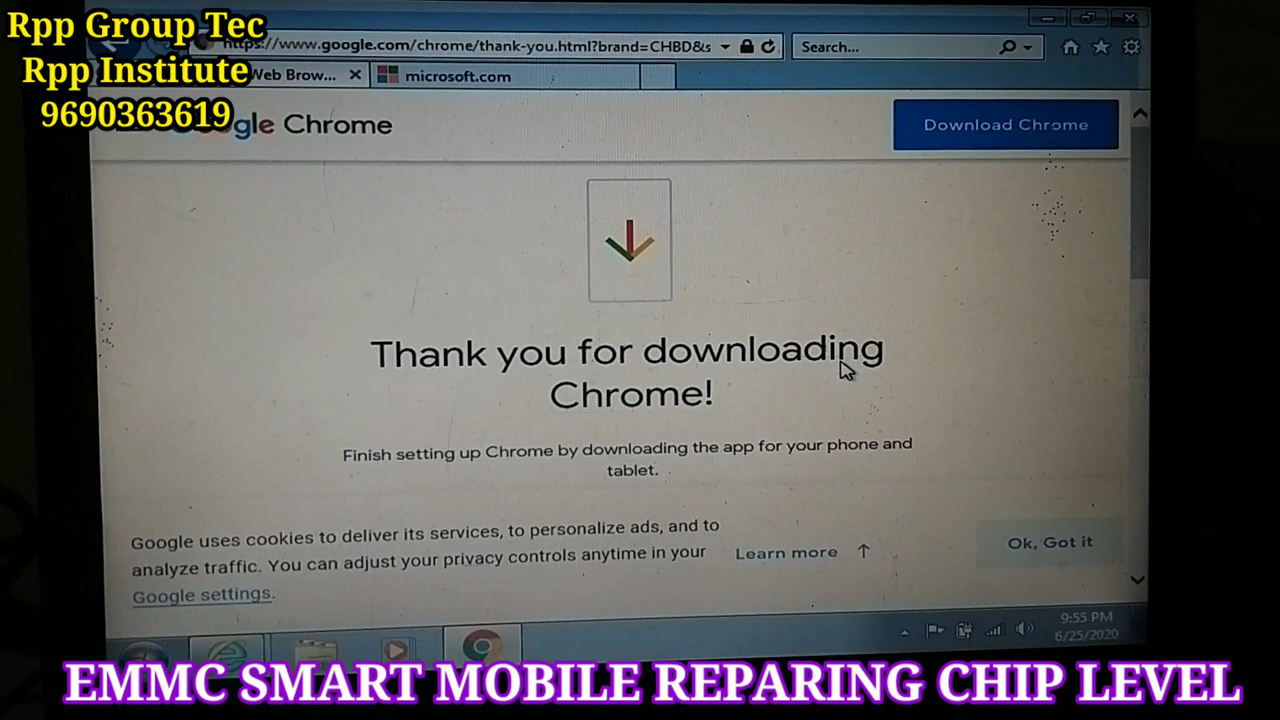 Rpp Group Tec
Rpp Institute
9690363619
https://www.google.com/chrome/thank-you.html?brand=CHBD&s
Search...
Web Brow...
microsoft.com
gle Chrome
Download Chrome
Thank you for downloading
Chrome!
Finish setting up Chrome by downloading the app for your phone and
tablet.
Google uses cookies to deliver its services, to personalize ads, and to
analyze traffic. You can adjust your privacy controls anytime in your
Google settings.
Learn more
Ok, Got it
9:55 PM
6/25/2020
EMMC SMART MOBILE REPARING CHIP LEVEL